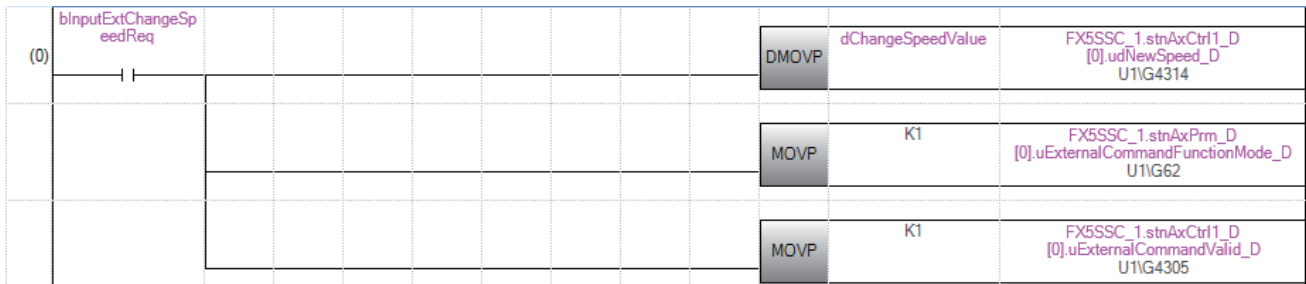 bInputExtChangeSp
eedReq
(0)
DMOVP
dChangeSpeedValue
FX5SSC_1.stnAxCtrl1_D
[0].udNewSpeed_D
U1\G4314
MOVP
K1
FX5SSC_1.stnAxPrm_D
[0].uExternalCommandFunctionMode_D
U1\G62
MOVP
K1
FX5SSC_1.stnAxCtrl1_D
[0].uExternalCommandValid_D
U1\G4305